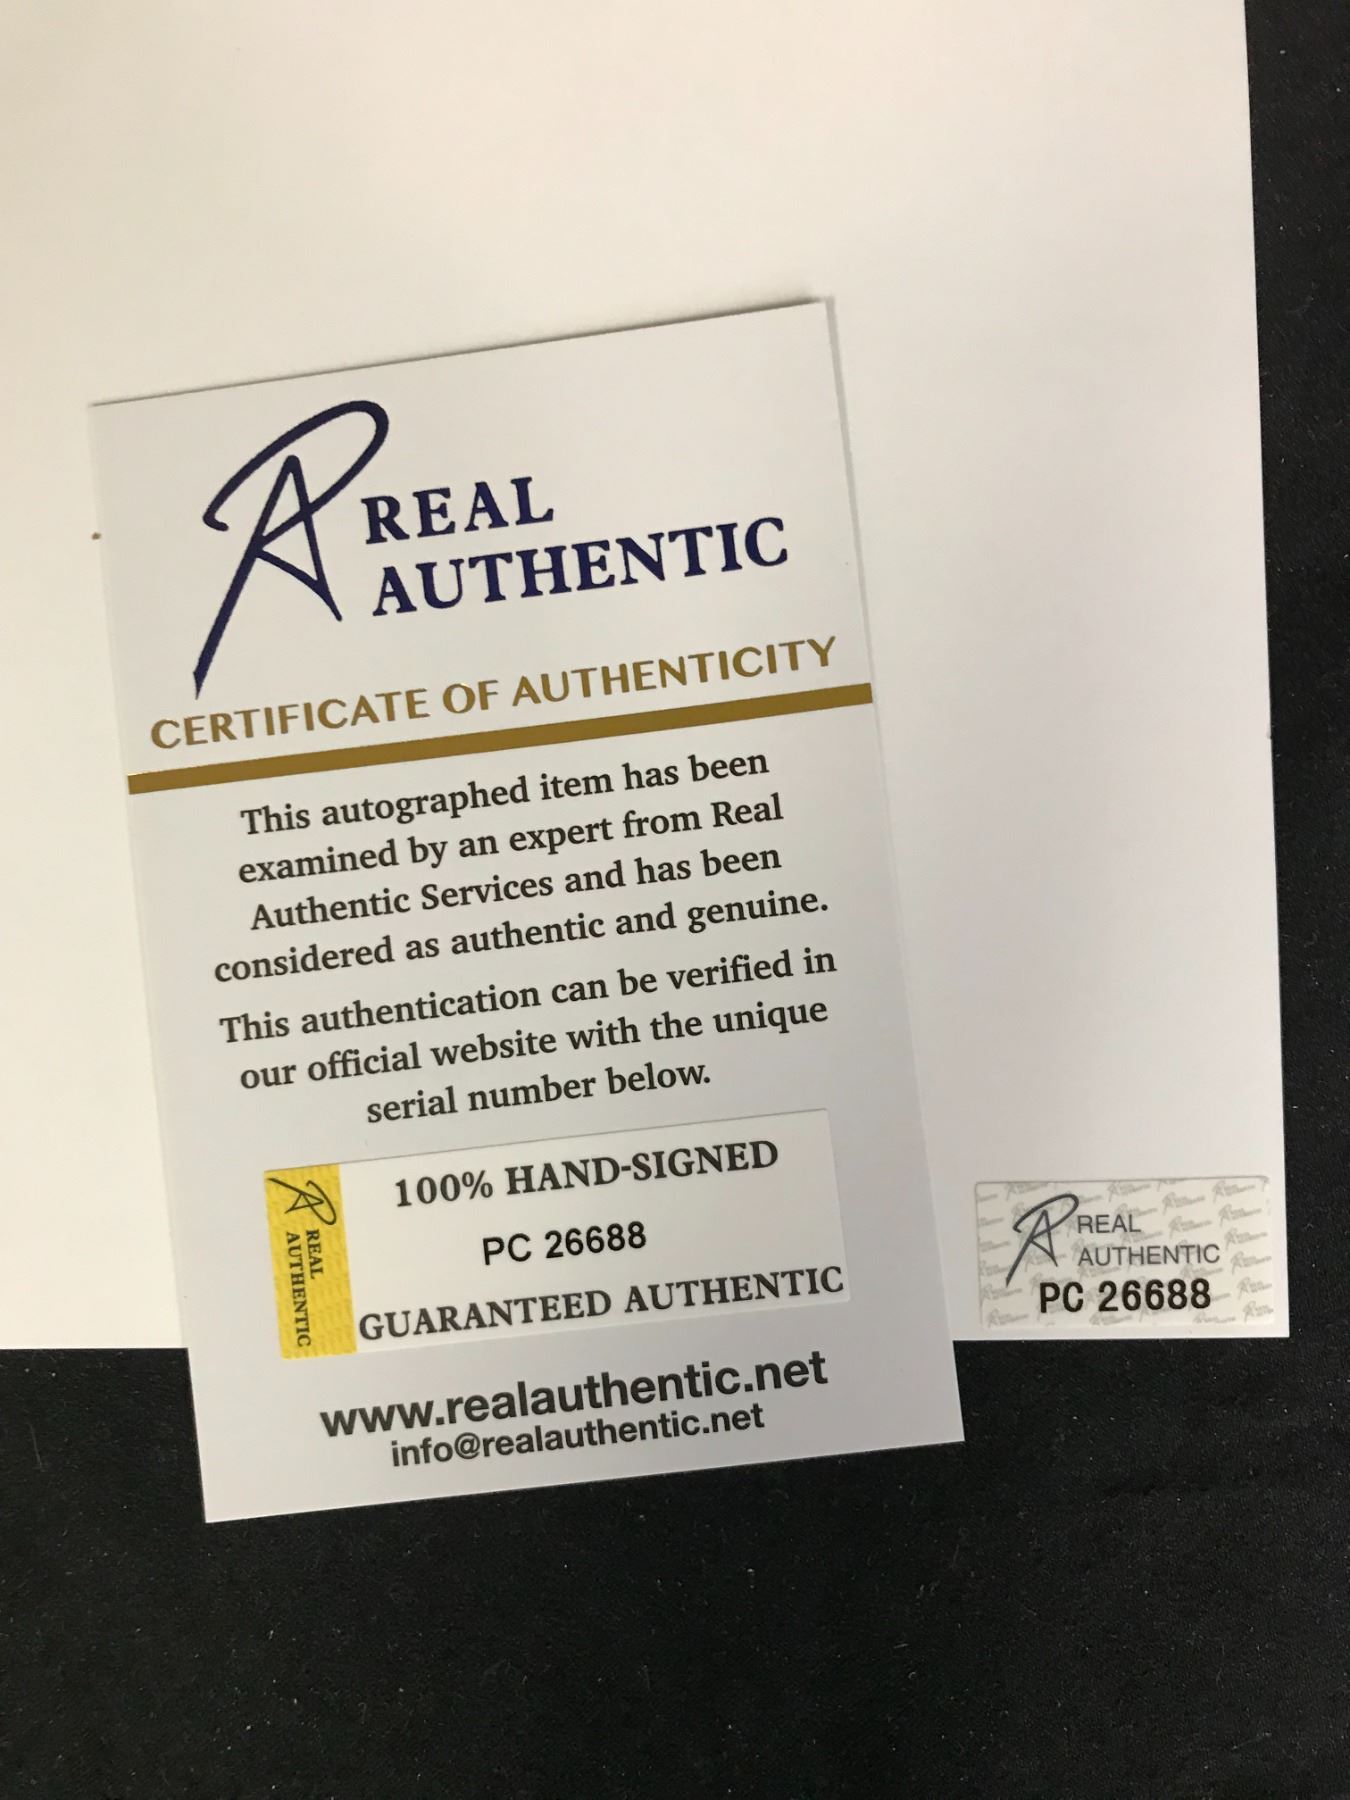 REAL
AUTHENTIC
CERTIFICATE OF AUTHENTICITY
This autographed item has been
examined by an expert from Real
Authentic Services and has been
considered as authentic and genuine.
This authentication can be verified in
our official website with the unique
serial number below.
REAL
AUTHENTIC
100% HAND-SIGNED
PC 26688
GUARANTEED AUTHENTIC
www.realauthentic.net
info@realauthentic.net
REAL
AUTHENTIC
PC 26688